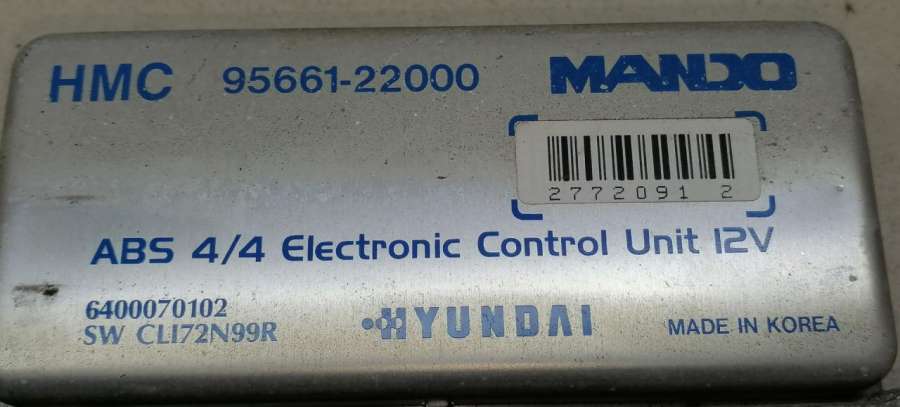 HMC 95661-22000 MANDO
2772091 2
ABS 4/4 Electronic Control Unit 12V
6400070102
SW CLI72N99R
HYUNDAI
MADE IN KOREA